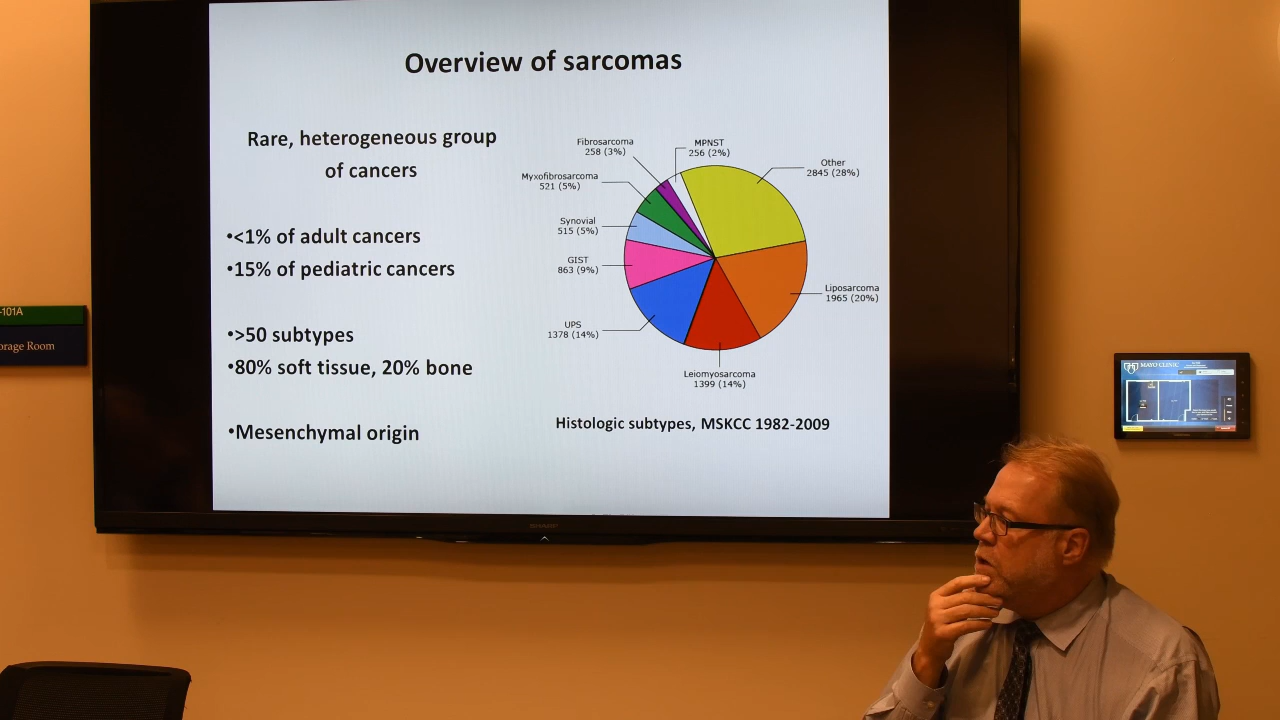 Overview of sarcomas
Rare, heterogeneous group
of cancers
•<1% of adult cancers
•15% of pediatric cancers
•>50 subtypes
•80% soft tissue, 20% bone
•Mesenchymal origin
Fibrosarcoma
258 (3%)
MPNST
256 (2%)
Other
2845 (28%)
Myxofibrosarcoma
521 (5%)
Synovial
515 (5%)
GIST
863 (9%)
Liposarcoma
1965 (20%)
UPS
1378 (14%)
Leiomyosarcoma
1399 (14%)
Histologic subtypes, MSKCC 1982-2009
-101A
orage Room
MAYO CLINIC
SHARP